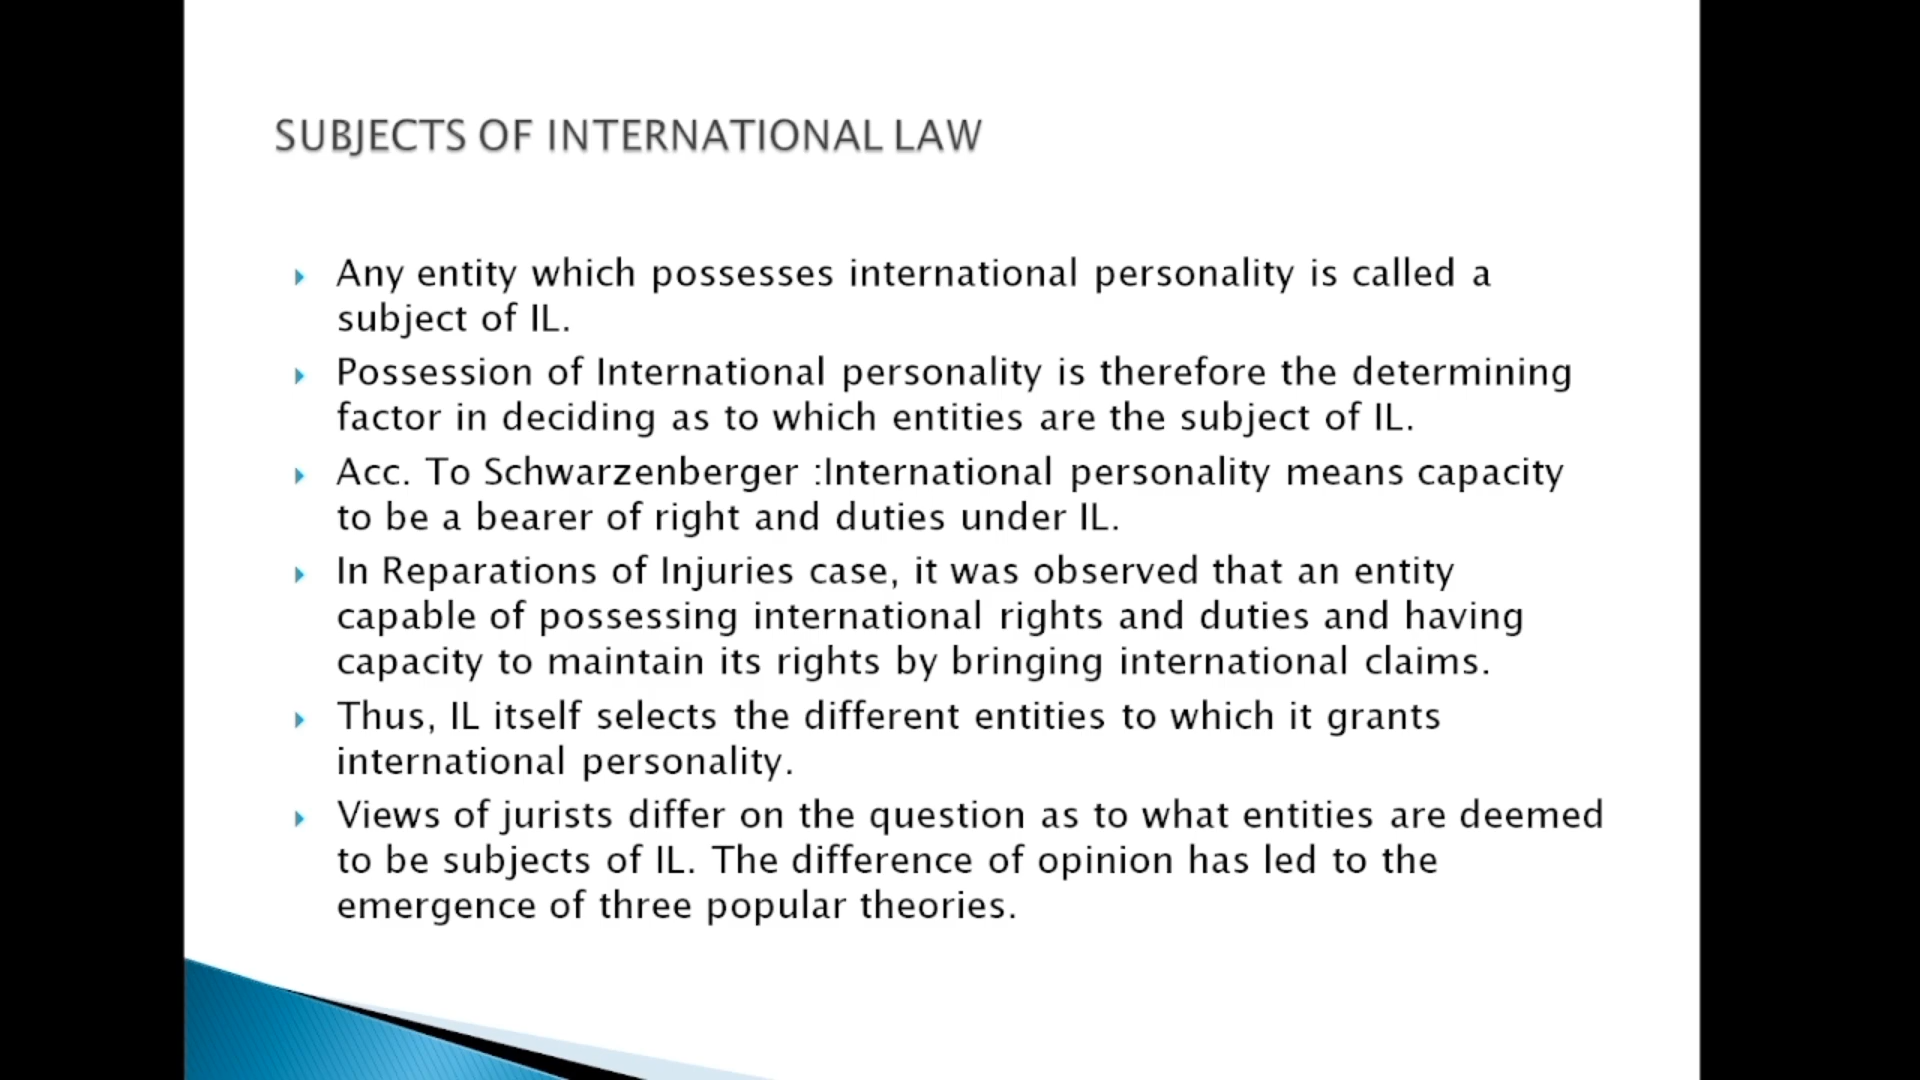 SUBJECTS OF INTERNATIONAL LAW
Any entity which possesses international personality is called a
subject of IL.
Possession of International personality is therefore the determining
factor in deciding as to which entities are the subject of IL.
Acc. To Schwarzenberger :International personality means capacity
to be a bearer of right and duties under IL.
In Reparations of Injuries case, it was observed that an entity
capable of possessing international rights and duties and having
capacity to maintain its rights by bringing international claims.
Thus, IL itself selects the different entities to which it grants
international personality.
Views of jurists differ on the question as to what entities are deemed
to be subjects of IL. The difference of opinion has led to the
emergence of three popular theories.